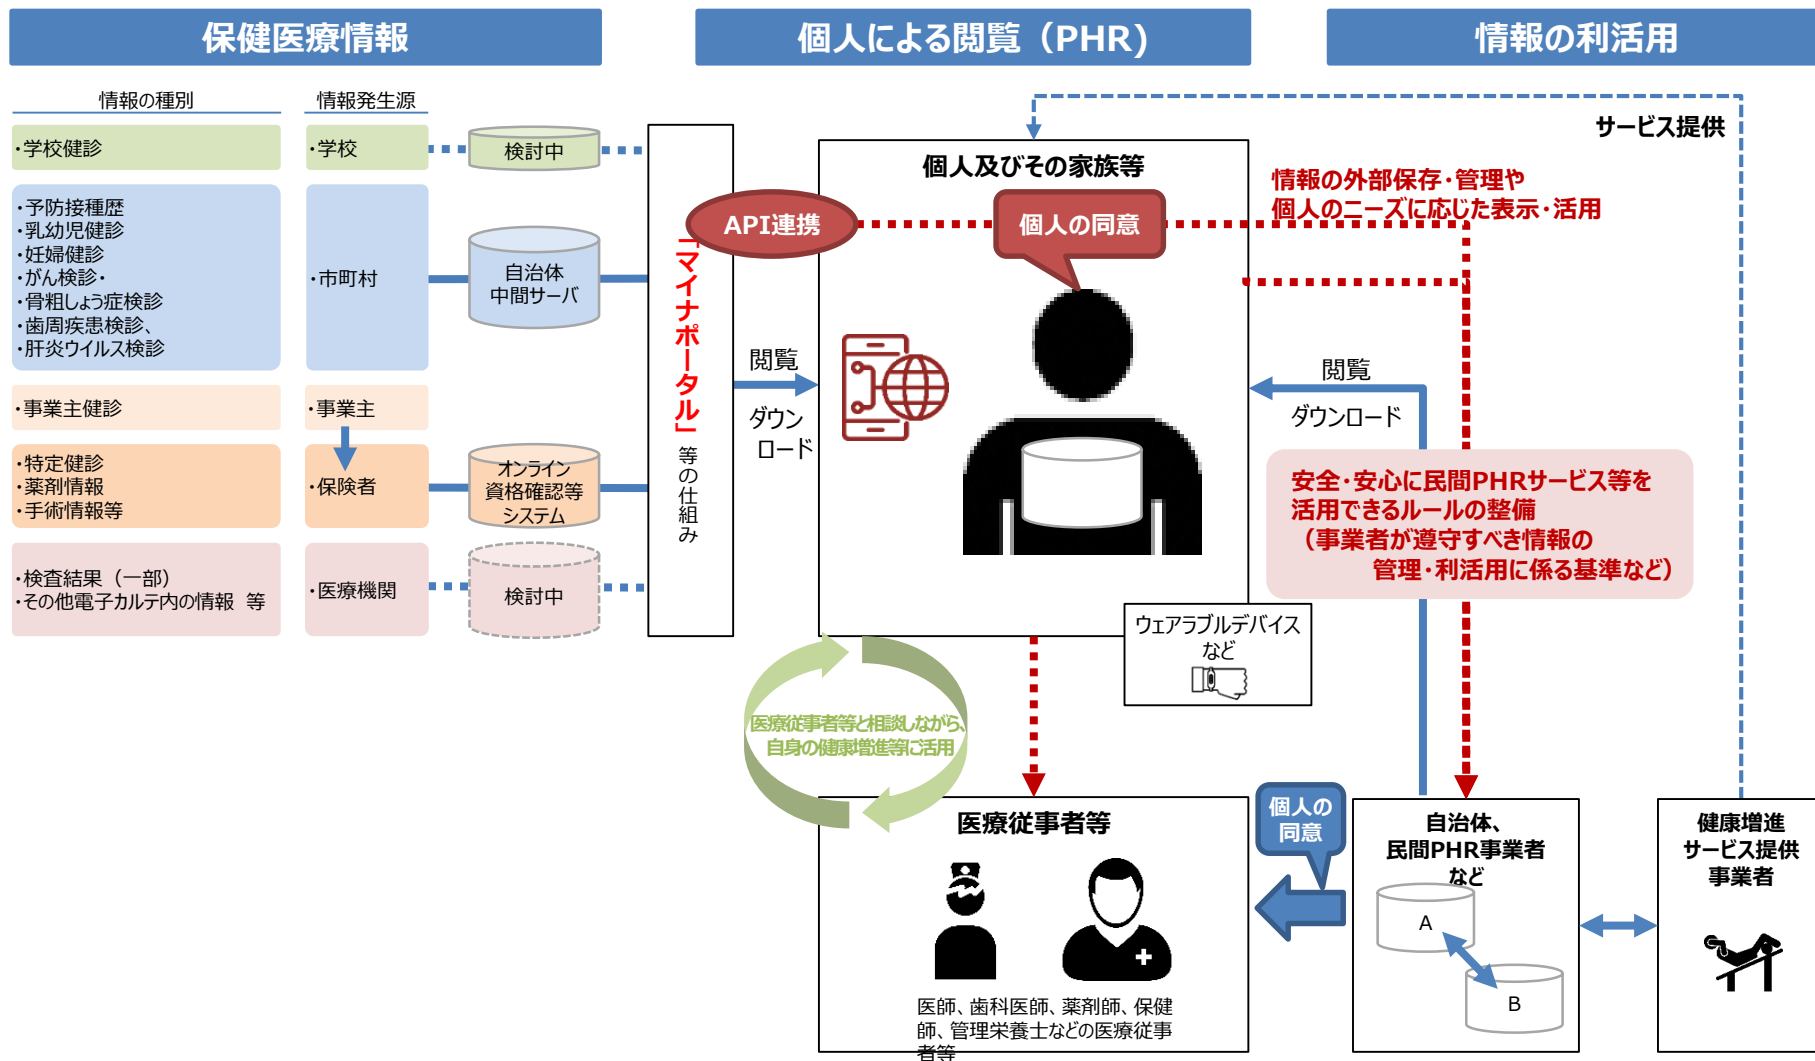 保健医療情報
個人による閲覧（PHR)
情報の利活用
情報の種別
情報発生源
・学校健診
・学校
検討中
・予防接種歴
・乳幼児健診
・妊婦健診
・がん検診・
・骨粗しょう症検診
・歯周疾患検診、
・肝炎ウイルス検診
・市町村
自治体
中間サーバ
・事業主健診
・事業主
・特定健診
・薬剤情報
・手術情報等
・保険者
オンライン
資格確認等
システム
・検査結果（一部）
・その他電子カルテ内の情報　等
・医療機関
検討中
「マイナポータル」等の仕組み
API連携
閲覧
ダウン
ロード
個人及びその家族等
個人の同意
サービス提供
情報の外部保存・管理や
個人のニーズに応じた表示・活用
閲覧
ダウンロード
安全・安心に民間PHRサービス等を
活用できるルールの整備
（事業者が遵守すべき情報の
管理・利活用に係る基準など）
ウェアラブルデバイス
など
医療従事者等と相談しながら、
自身の健康増進等に活用
医療従事者等
医師、歯科医師、薬剤師、保健
師、管理栄養士などの医療従事
者等
個人の
同意
自治体、
民間PHR事業者
など
A
B
健康増進
サービス提供
事業者